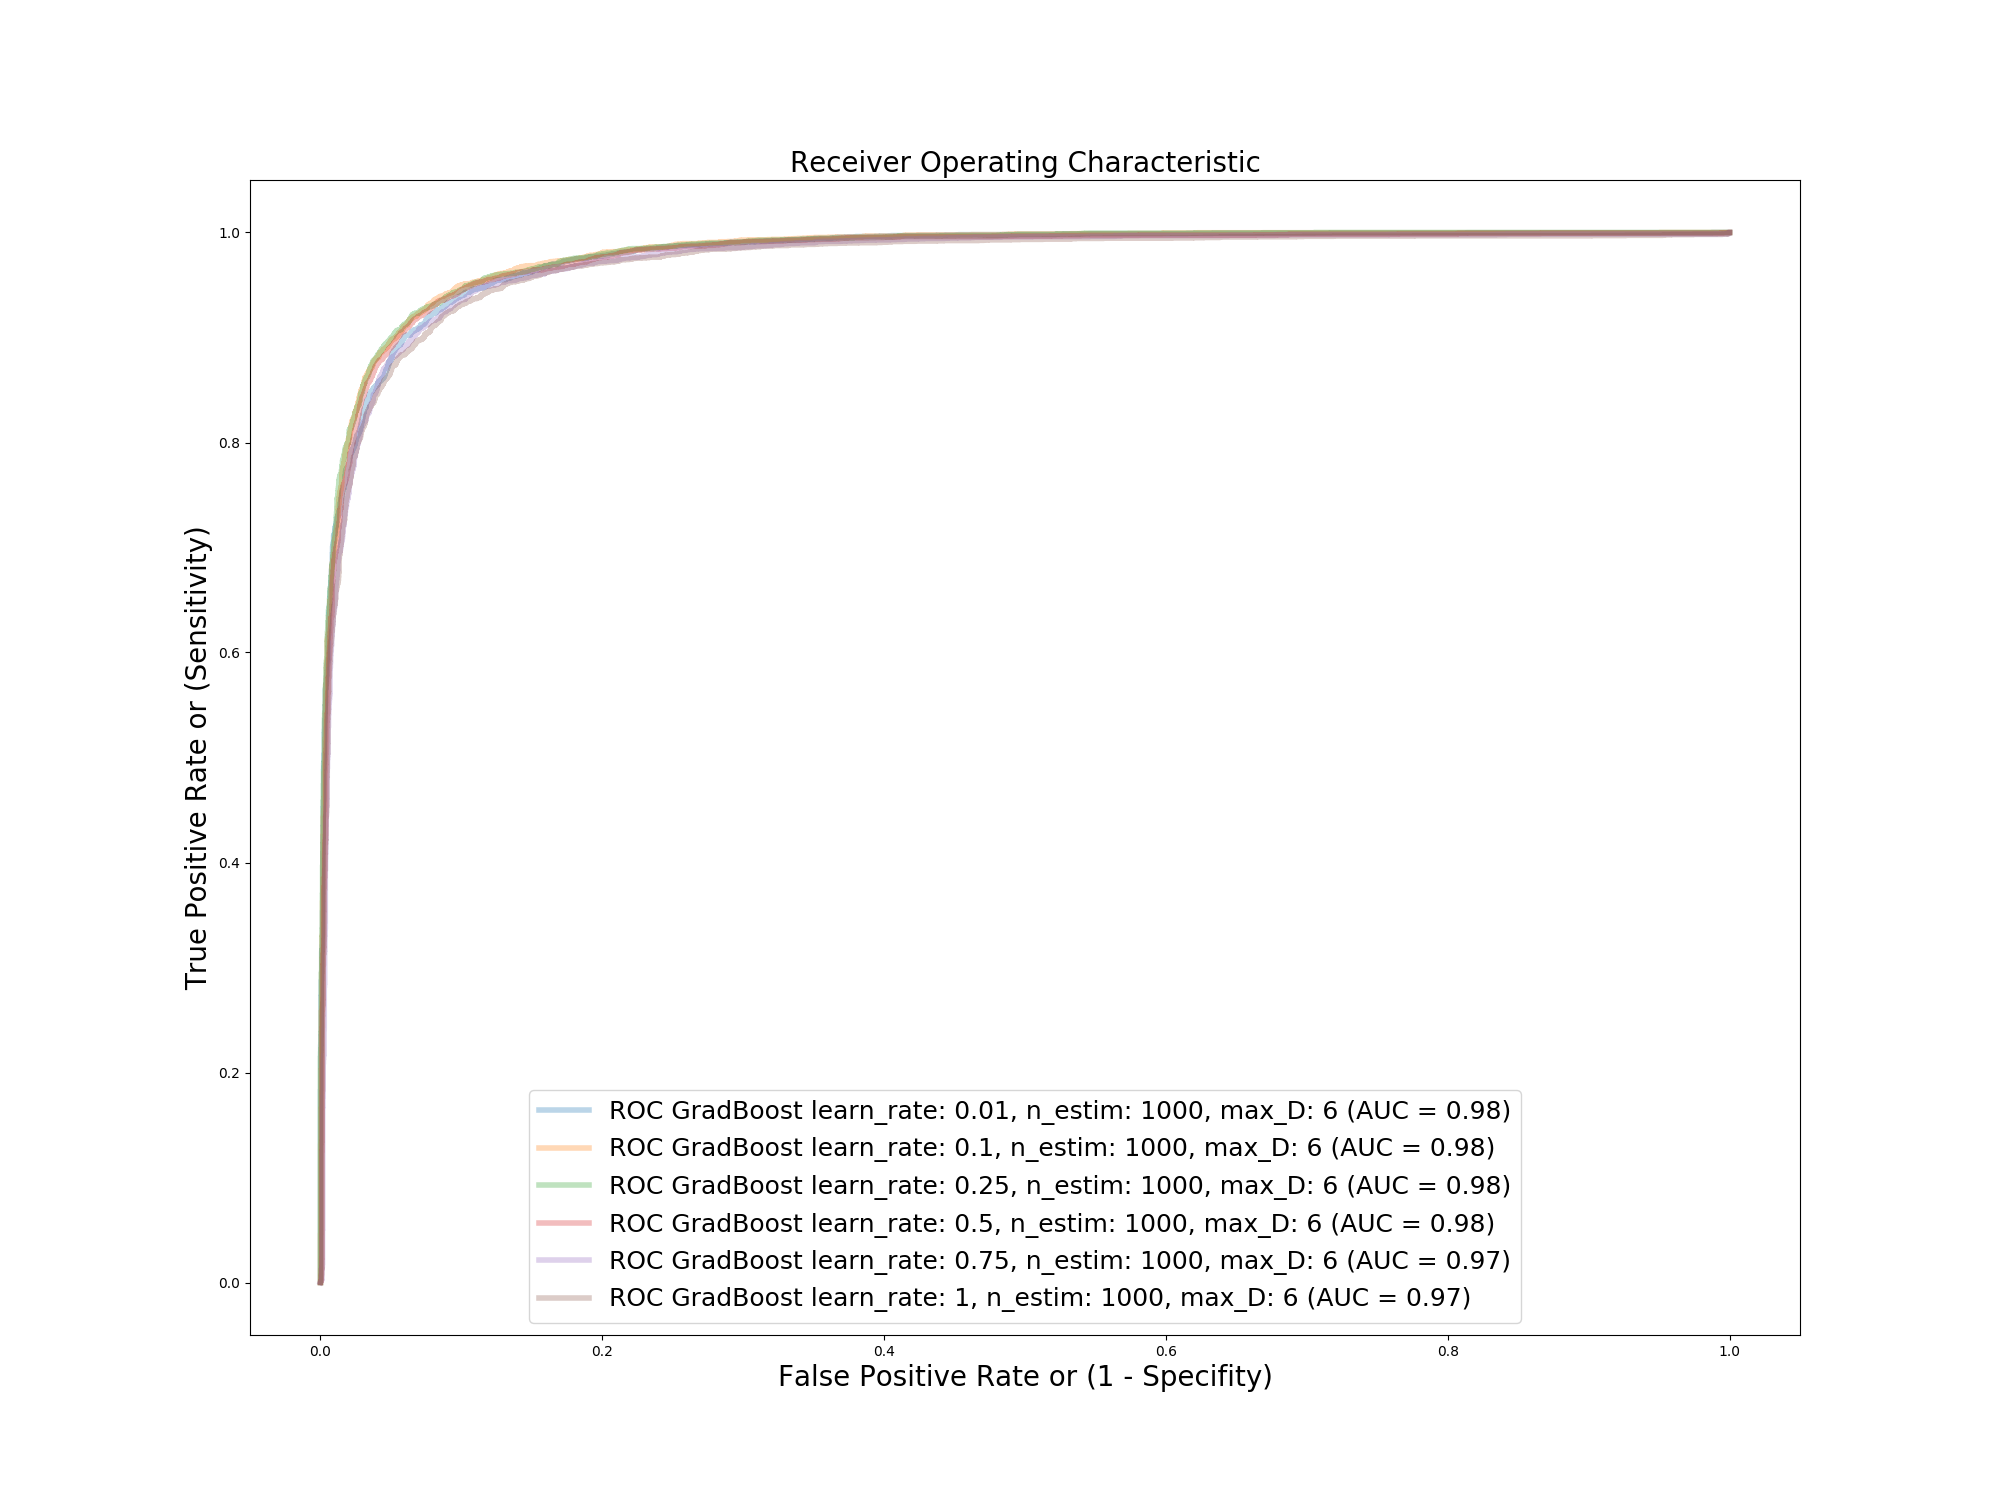 Receiver Operating Characteristic
True Positive Rate or (Sensitivity)
1.0
0.8
0.6
0.4
0.2
0.0
ROC GradBoost learn_rate: 0.01, n_estim: 1000, max_D: 6 (AUC = 0.98)
ROC GradBoost learn_rate: 0.1, n_estim: 1000, max_D: 6 (AUC = 0.98)
ROC GradBoost learn_rate: 0.25, n_estim: 1000, max_D: 6 (AUC = 0.98)
ROC GradBoost learn_rate: 0.5, n_estim: 1000, max_D: 6 (AUC = 0.98)
ROC GradBoost learn_rate: 0.75, n_estim: 1000, max_D: 6 (AUC = 0.97)
ROC GradBoost learn_rate: 1, n_estim: 1000, max_D: 6 (AUC = 0.97)
0.0 0.2 0.4 0.6 0.8 1.0
False Positive Rate or (1 - Specifity)